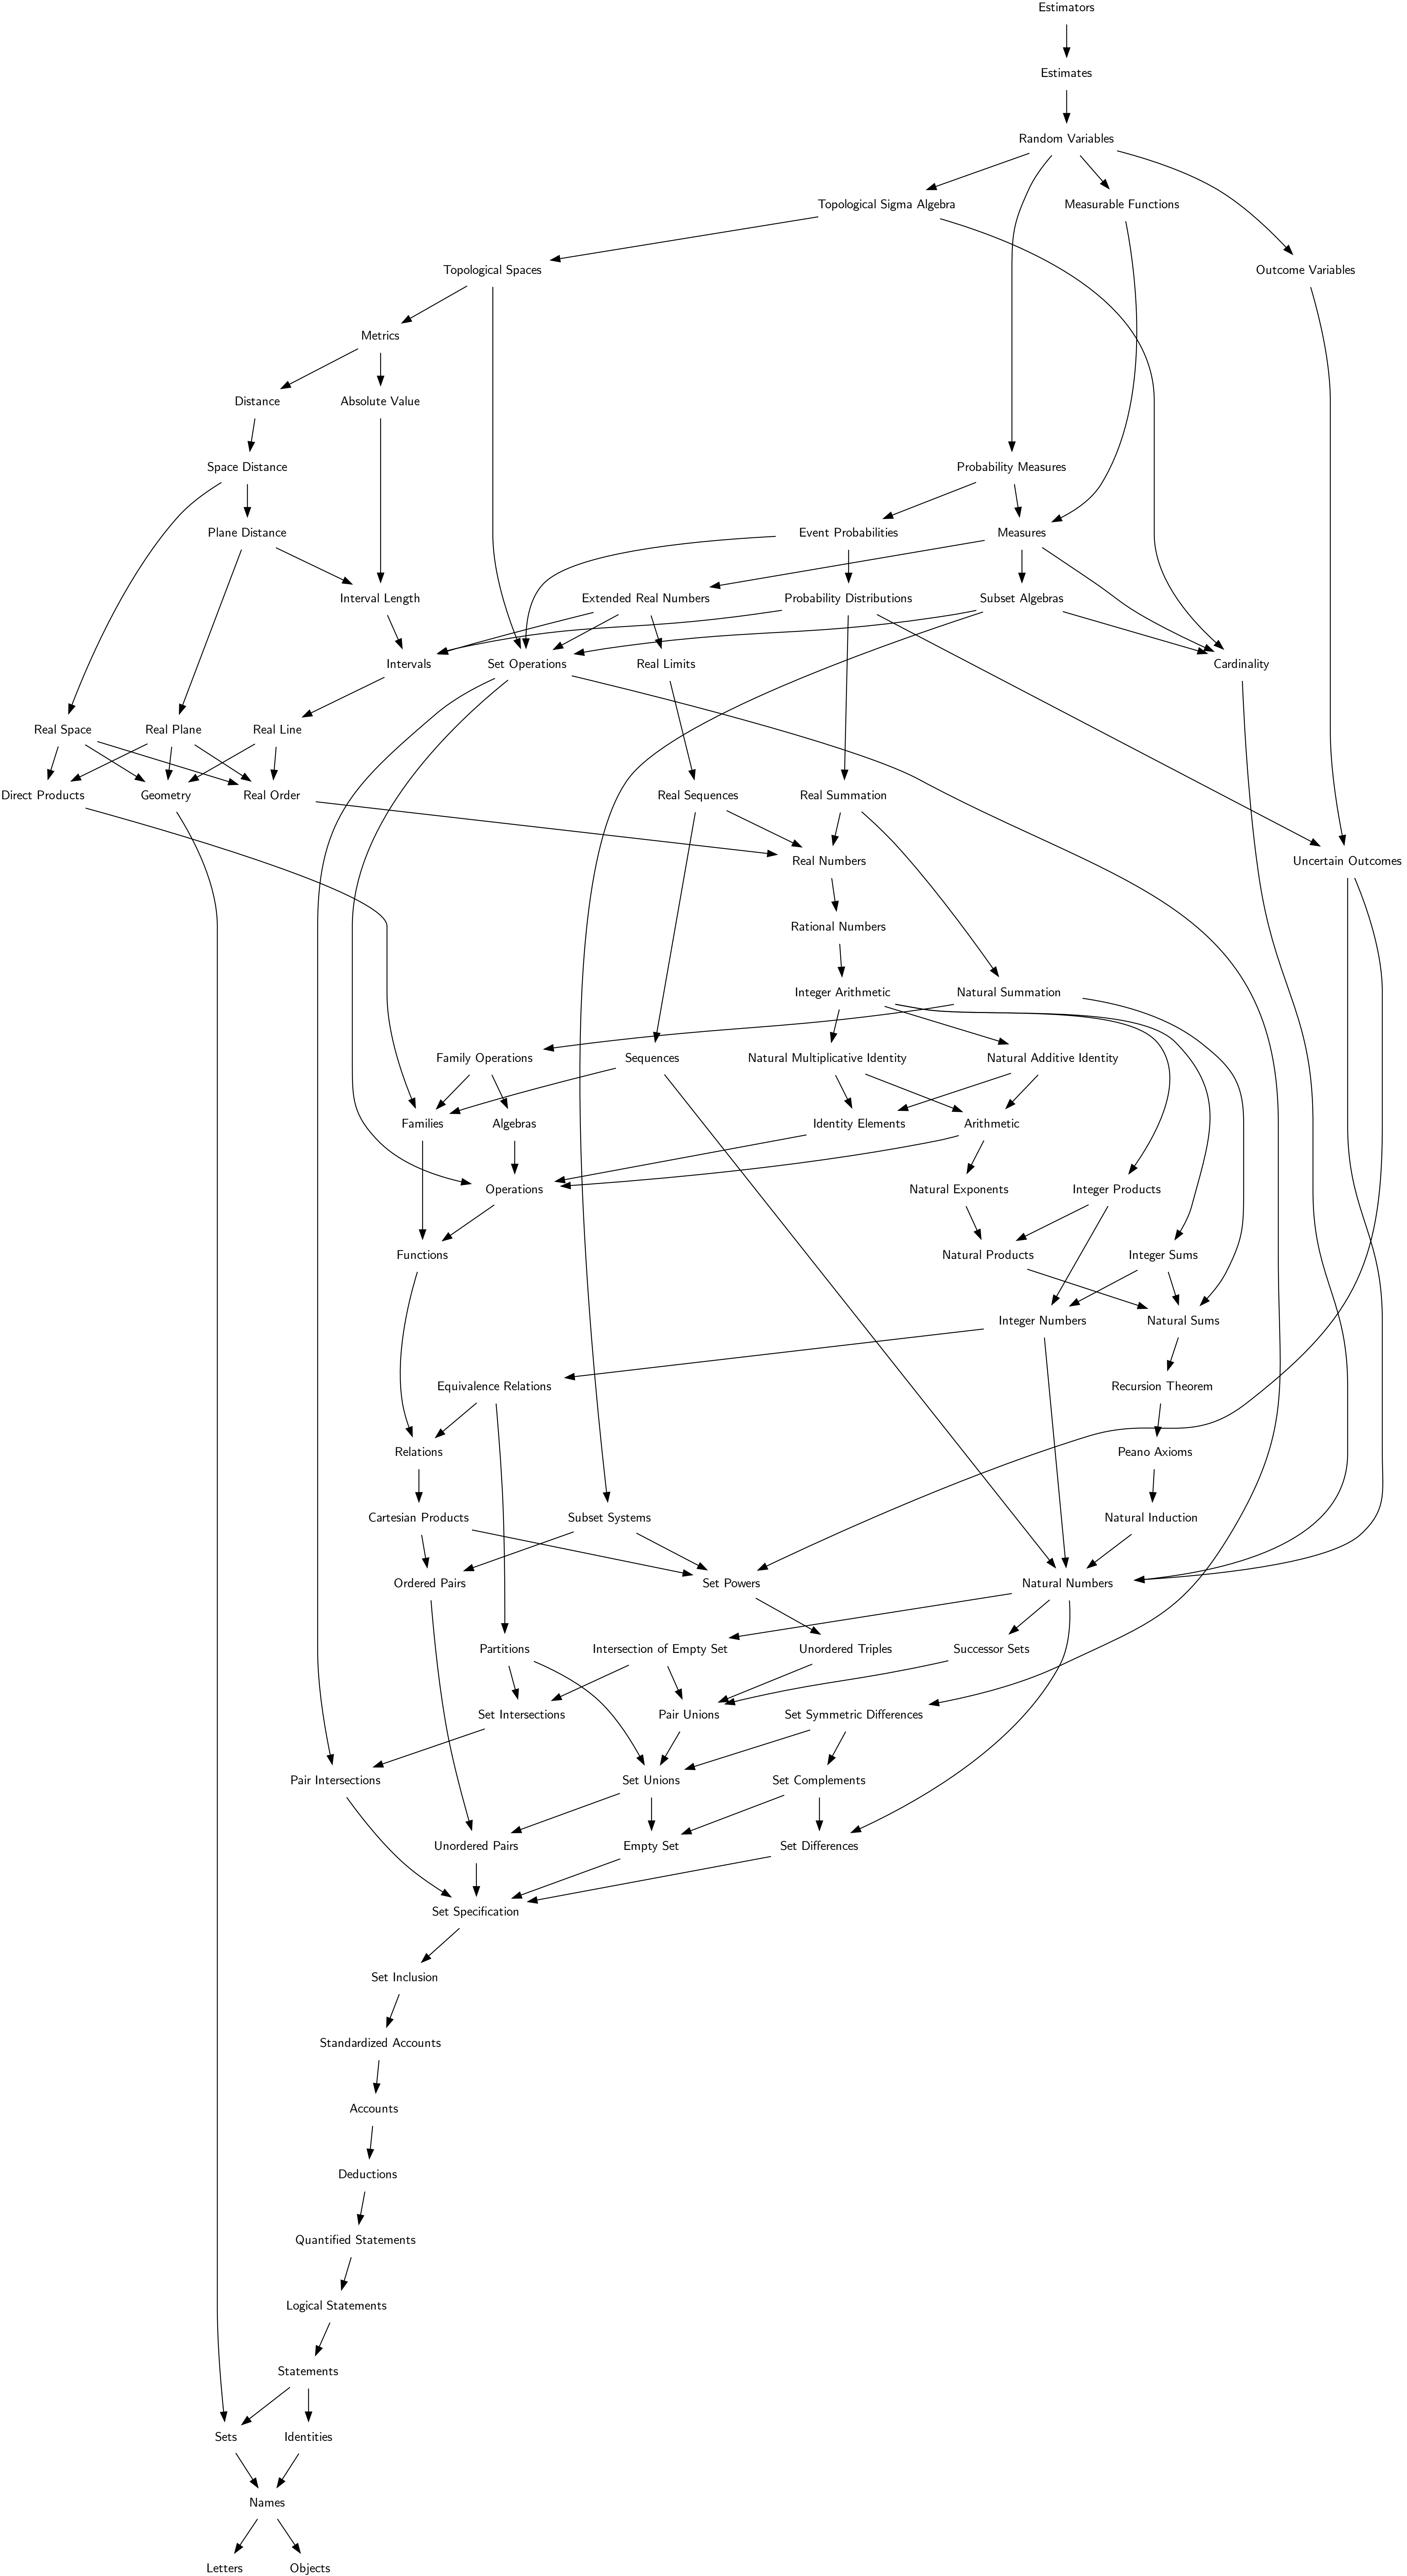 Estimators
Estimates
Random Variables
Topological Sigma Algebra
Measurable Functions
Topological Spaces
Outcome Variables
Metrics
Distance
Absolute Value
Space Distance
Probability Measures
Plane Distance
Event Probabilities
Measures
Interval Length
Extended Real Numbers
Probability Distributions
Subset Algebras
Intervals
Set Operations
Real Limits
Cardinality
Real Space
Real Plane
Real Line
Direct Products
Geometry
Real Order
Real Sequences
Real Summation
Real Numbers
Uncertain Outcomes
Rational Numbers
Integer Arithmetic
Natural Summation
Family Operations
Sequences
Natural Multiplicative Identity
Natural Additive Identity
Families
Algebras
Identity Elements
Arithmetic
Operations
Natural Exponents
Integer Products
Functions
Natural Products
Integer Sums
Integer Numbers
Natural Sums
Equivalence Relations
Recursion Theorem
Relations
Peano Axioms
Cartesian Products
Subset Systems
Natural Induction
Ordered Pairs
Set Powers
Natural Numbers
Partitions
Intersection of Empty Set
Unordered Triples
Successor Sets
Set Intersections
Pair Unions
Set Symmetric Differences
Pair Intersections
Set Unions
Set Complements
Unordered Pairs
Empty Set
Set Differences
Set Specification
Set Inclusion
Standardized Accounts
Accounts
Deductions
Quantified Statements
Logical Statements
Statements
Sets
Identities
Names
Letters
Objects